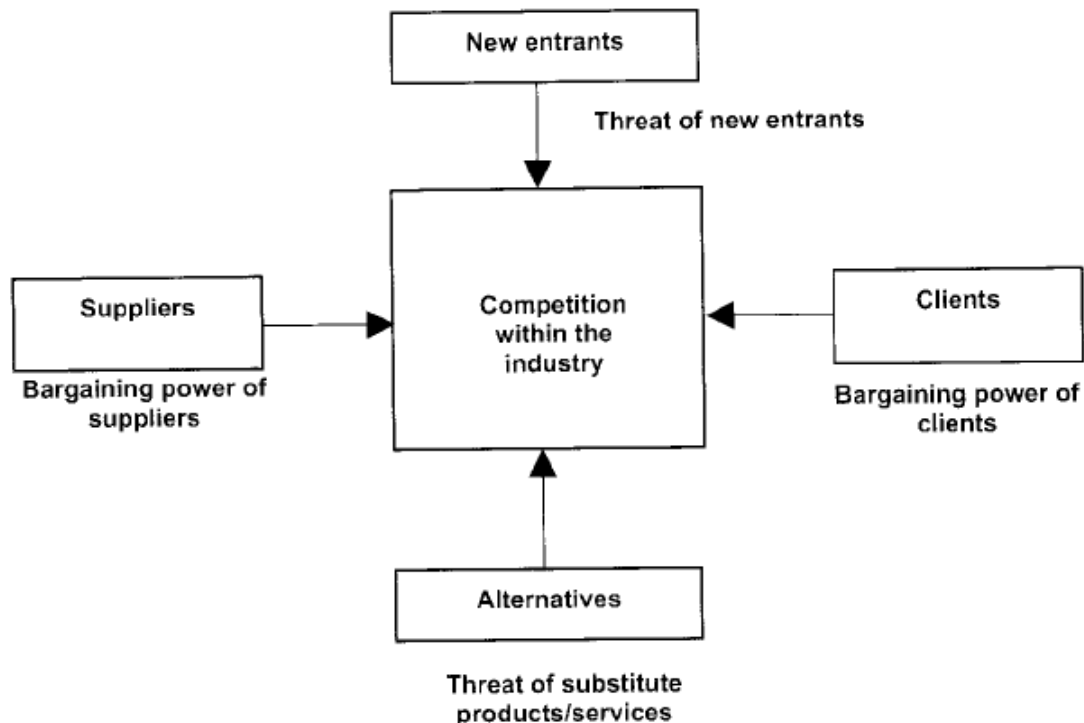 New entrants
Threat of new entrants
Suppliers
Bargaining power of
suppliers
Competition
within the
industry
Clients
Bargaining power of
clients
Alternatives
Threat of substitute
products/services